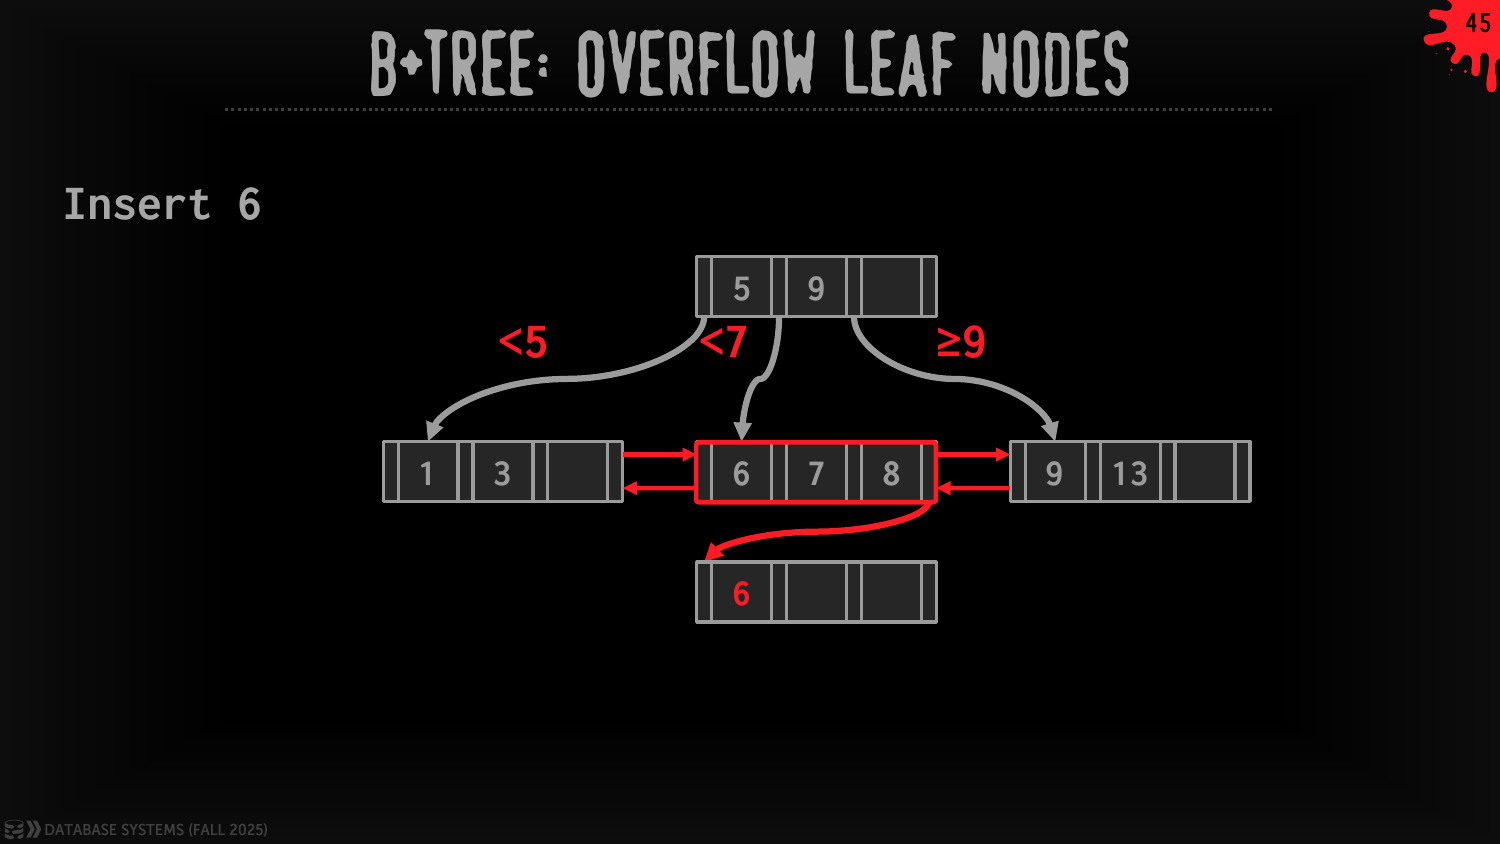 45
B+TREE: OVERFLOW LEAF NODES
Insert 6
5 9
<5 <7 ≥9
1 3 6 7 8 9 13
6
DATABASE SYSTEMS (FALL 2025)